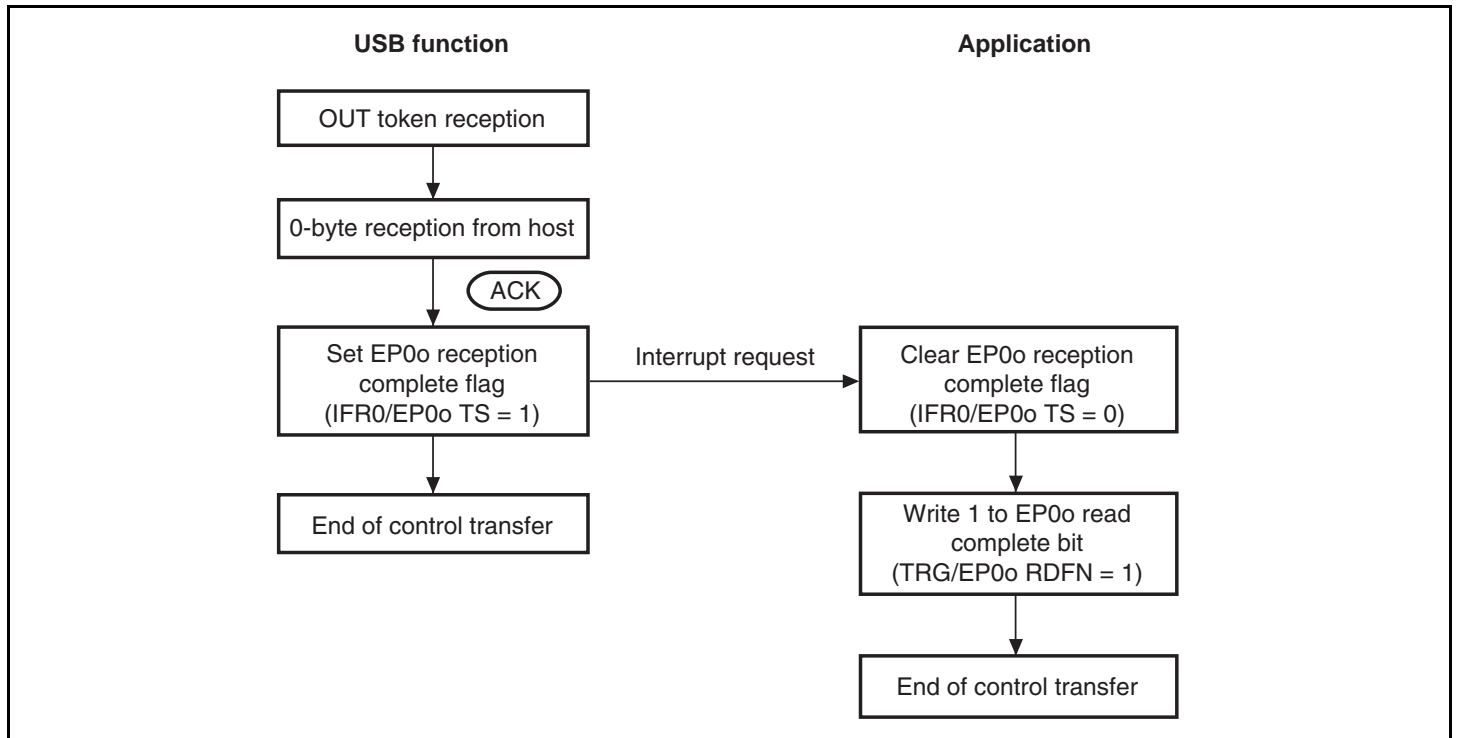 USB function
Application
OUT token reception
0-byte reception from host
ACK
Set EP0o reception
complete flag
(IFR0/EP0o TS = 1)
Interrupt request
Clear EP0o reception
complete flag
(IFR0/EP0o TS = 0)
End of control transfer
Write 1 to EP0o read
complete bit
(TRG/EP0o RDFN = 1)
End of control transfer